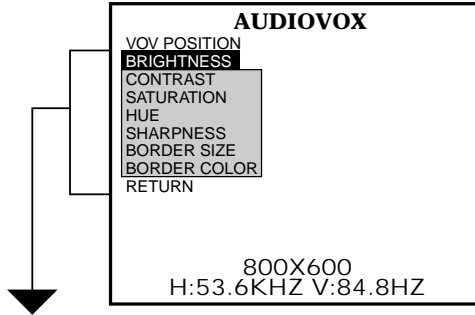 AUDIOVOX
VOV POSITION
BRIGHTNESS
CONTRAST
SATURATION
HUE
SHARPNESS
BORDER SIZE
BORDER COLOR
RETURN
800X600
H:53.6KHZ V:84.8HZ